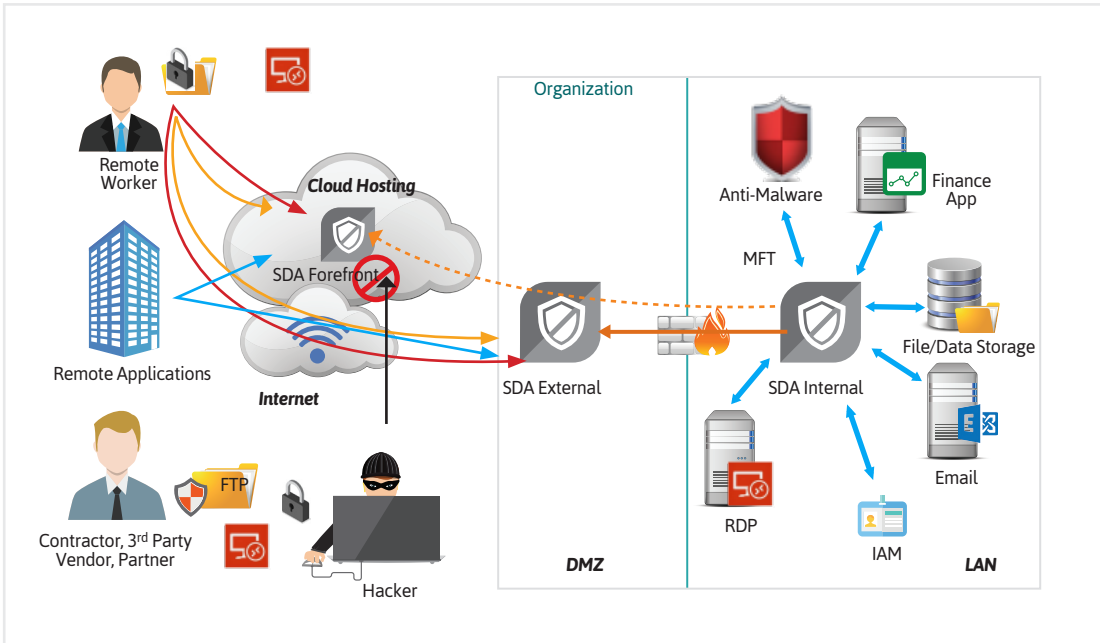 Organization
Remote
Worker
Cloud Hosting
SDA Forefront
Anti-Malware
Finance
App
MFT
Remote Applications
Internet
SDA External
SDA Internal
File/Data Storage
Email
E
RDP
IAM
Contractor, 3rd Party
Vendor, Partner
FTP
Hacker
DMZ
LAN